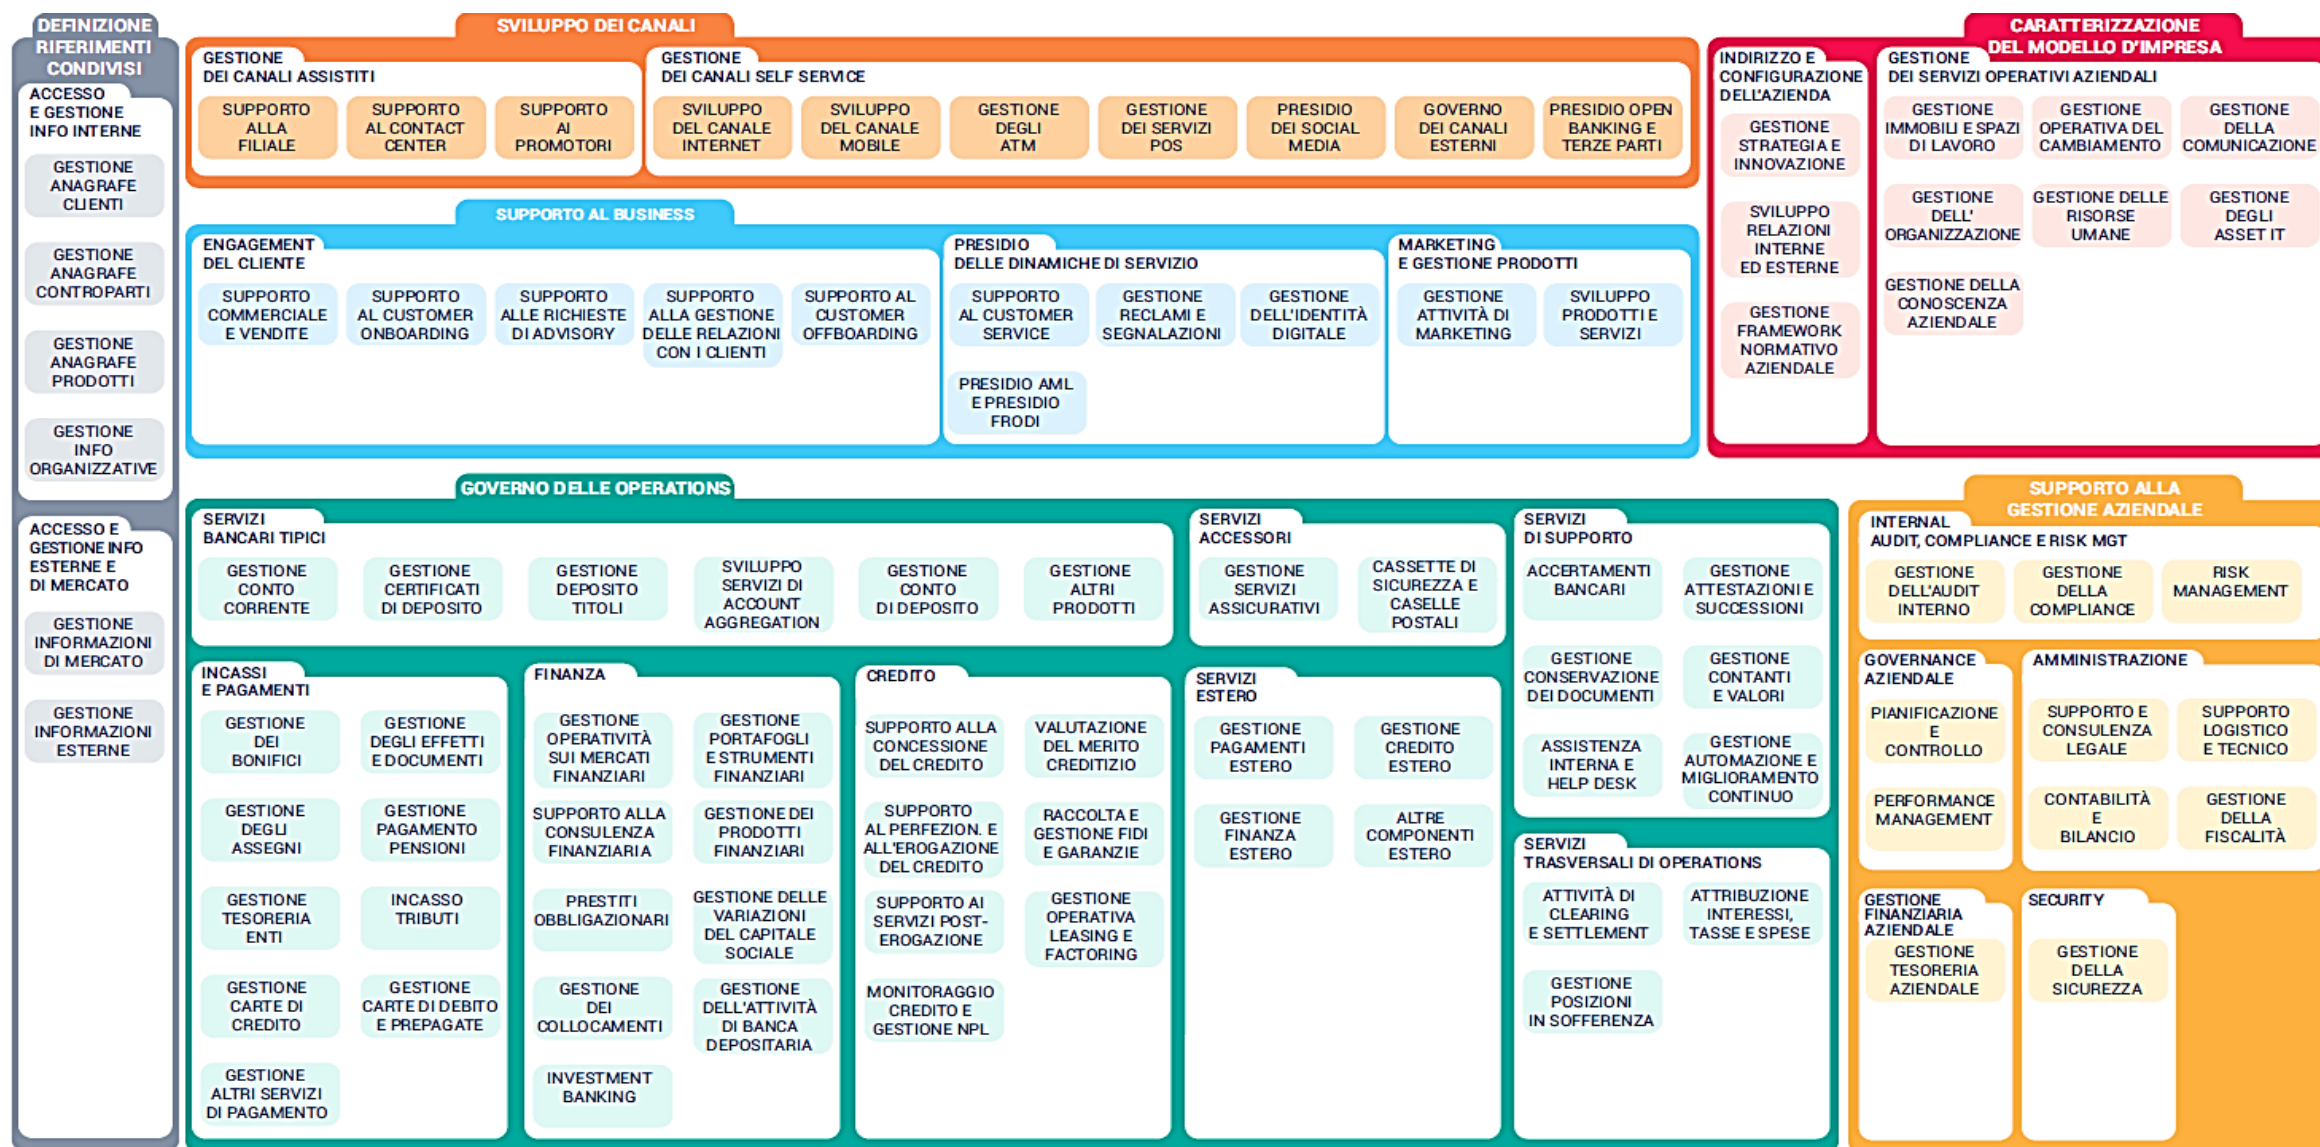 DEFINIZIONE
RIFERIMENTI
CONDIVISI
ACCESSO
E GESTIONE
INFO INTERNE
GESTIONE
ANAGRAFE
CLIENTI
GESTIONE
ANAGRAFE
CONTROPARTI
GESTIONE
ANAGRAFE
PRODOTTI
GESTIONE
INFO
ORGANIZZATIVE
ACCESSO E
GESTIONE INFO
ESTERNE E
DI MERCATO
GESTIONE
INFORMAZIONI
DI MERCATO
GESTIONE
INFORMAZIONI
ESTERNE
SVILUPPO DEI CANALI
GESTIONE
DEI CANALI ASSISTITI
SUPPORTO
ALLA
FILIALE
SUPPORTO
AL CONTACT
CENTER
SUPPORTO
AI
PROMOTORI
GESTIONE
DEI CANALI SELF SERVICE
SVILUPPO
DEL CANALE
INTERNET
SVILUPPO
DEL CANALE
MOBILE
GESTIONE
DEGLI
ATM
GESTIONE
DEI SERVIZI
POS
PRESIDIO
DEI SOCIAL
MEDIA
GOVERNO
DEI CANALI
ESTERNI
PRESIDIO OPEN
BANKING E
TERZE PARTI
SUPPORTO AL BUSINESS
ENGAGEMENT
DEL CLIENTE
SUPPORTO
COMMERCIALE
E VENDITE
SUPPORTO
AL CUSTOMER
ONBOARDING
SUPPORTO
ALLE RICHIESTE
DI ADVISORY
SUPPORTO
ALLA GESTIONE
DELLE RELAZIONI
CON I CLIENTI
SUPPORTO AL
CUSTOMER
OFFBOARDING
PRESIDIO
DELLE DINAMICHE DI SERVIZIO
SUPPORTO
AL CUSTOMER
SERVICE
GESTIONE
RECLAMI E
SEGNALAZIONI
GESTIONE
DELL'IDENTITÀ
DIGITALE
PRESIDIO AML
E PRESIDIO
FRODI
MARKETING
E GESTIONE PRODOTTI
GESTIONE
ATTIVITÀ DI
MARKETING
SVILUPPO
PRODOTTI E
SERVIZI
CARATTERIZZAZIONE
DEL MODELLO D'IMPRESA
INDIRIZZO E
CONFIGURAZIONE
DELL'AZIENDA
GESTIONE
STRATEGIA E
INNOVAZIONE
SVILUPPO
RELAZIONI
INTERNE
ED ESTERNE
GESTIONE
FRAMEWORK
NORMATIVO
AZIENDALE
GESTIONE
DEI SERVIZI OPERATIVI AZIENDALI
GESTIONE
IMMOBILI E SPAZI
DI LAVORO
GESTIONE
OPERATIVA DEL
CAMBIAMENTO
GESTIONE
DELLA
COMUNICAZIONE
GESTIONE
DELL'
ORGANIZZAZIONE
GESTIONE DELLE
RISORSE
UMANE
GESTIONE
DEGLI
ASSET IT
GESTIONE DELLA
CONOSCENZA
AZIENDALE
GOVERNO DELLE OPERATIONS
SERVIZI
BANCARI TIPICI
GESTIONE
CONTO
CORRENTE
GESTIONE
CERTIFICATI
DI DEPOSITO
GESTIONE
DEPOSITO
TITOLI
SVILUPPO
SERVIZI DI
ACCOUNT
AGGREGATION
GESTIONE
CONTO
DI DEPOSITO
GESTIONE
ALTRI
PRODOTTI
SERVIZI
ACCESSORI
GESTIONE
SERVIZI
ASSICURATIVI
CASSETTE DI
SICUREZZA E
CASELLE
POSTALI
SERVIZI
DI SUPPORTO
ACCERTAMENTI
BANCARI
GESTIONE
ATTESTAZIONI E
SUCCESSIONI
GESTIONE
CONSERVAZIONE
DEI DOCUMENTI
GESTIONE
CONTANTI
E VALORI
ASSISTENZA
INTERNA E
HELP DESK
GESTIONE
AUTOMAZIONE E
MIGLIORAMENTO
CONTINUO
INCASSI
E PAGAMENTI
GESTIONE
DEI
BONIFICI
GESTIONE
DEGLI EFFETTI
E DOCUMENTI
GESTIONE
DEGLI
ASSEGNI
GESTIONE
PAGAMENTO
PENSIONI
GESTIONE
TESORERIA
ENTI
INCASSO
TRIBUTI
GESTIONE
CARTE DI
CREDITO
GESTIONE
CARTE DI DEBITO
E PREPAGATE
GESTIONE
ALTRI SERVIZI
DI PAGAMENTO
FINANZA
GESTIONE
OPERATIVITÀ
SUI MERCATI
FINANZIARI
GESTIONE
PORTAFOGLI
E STRUMENTI
FINANZIARI
SUPPORTO ALLA
CONSULENZA
FINANZIARIA
GESTIONE DEI
PRODOTTI
FINANZIARI
PRESTITI
OBBLIGAZIONARI
GESTIONE DELLE
VARIAZIONI
DEL CAPITALE
SOCIALE
GESTIONE
DEI
COLLOCAMENTI
GESTIONE
DELL'ATTIVITÀ
DI BANCA
DEPOSITARIA
INVESTMENT
BANKING
CREDITO
SUPPORTO ALLA
CONCESSIONE
DEL CREDITO
VALUTAZIONE
DEL MERITO
CREDITIZIO
SUPPORTO
AL PERFEZION. E
ALL'EROGAZIONE
DEL CREDITO
RACCOLTA E
GESTIONE FIDI
E GARANZIE
SUPPORTO AI
SERVIZI POST-
EROGAZIONE
GESTIONE
OPERATIVA
LEASING E
FACTORING
MONITORAGGIO
CREDITO E
GESTIONE NPL
SERVIZI
ESTERO
GESTIONE
PAGAMENTI
ESTERO
GESTIONE
CREDITO
ESTERO
GESTIONE
FINANZA
ESTERO
ALTRE
COMPONENTI
ESTERO
SERVIZI
TRASVERSALI DI OPERATIONS
ATTIVITÀ DI
CLEARING
E SETTLEMENT
ATTRIBUZIONE
INTERESSI,
TASSE E SPESE
GESTIONE
POSIZIONI
IN SOFFERENZA
SUPPORTO ALLA
GESTIONE AZIENDALE
INTERNAL
AUDIT, COMPLIANCE E RISK MGT
GESTIONE
DELL'AUDIT
INTERNO
GESTIONE
DELLA
COMPLIANCE
RISK
MANAGEMENT
GOVERNANCE
AZIENDALE
PIANIFICAZIONE
E
CONTROLLO
PERFORMANCE
MANAGEMENT
AMMINISTRAZIONE
SUPPORTO E
CONSULENZA
LEGALE
SUPPORTO
LOGISTICO
E TECNICO
CONTABILITÀ
E
BILANCIO
GESTIONE
DELLA
FISCALITÀ
GESTIONE
FINANZIARIA
AZIENDALE
GESTIONE
TESORERIA
AZIENDALE
SECURITY
GESTIONE
DELLA
SICUREZZA